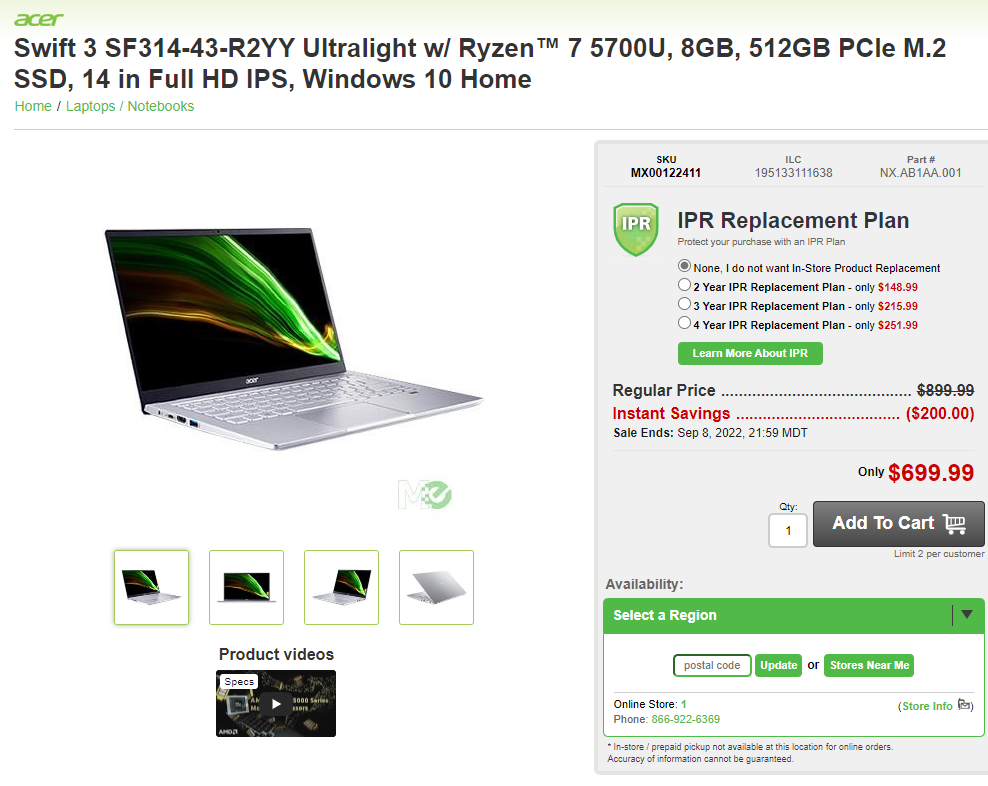 acer
Swift 3 SF314-43-R2YY Ultralight w/ Ryzen™ 7 5700U, 8GB, 512GB PCIe M.2
SSD, 14 in Full HD IPS, Windows 10 Home
Home / Laptops / Notebooks
SKU
MX00122411
ILC
195133111638
Part #
NX.AB1AA.001
IPR
IPR Replacement Plan
Protect your purchase with an IPR Plan
None, I do not want In-Store Product Replacement
2 Year IPR Replacement Plan - only $148.99
3 Year IPR Replacement Plan - only $215.99
4 Year IPR Replacement Plan - only $251.99
Learn More About IPR
Regular Price ........................................... $899.99
Instant Savings ..................................... ($200.00)
Sale Ends: Sep 8, 2022, 21:59 MDT
Only $699.99
Qty:
1
Add To Cart
Limit 2 per customer
acer
Availability:
Select a Region
postal code
Update
or
Stores Near Me
Online Store: 1
(Store Info)
Phone: 866-922-6369
* In-store / prepaid pickup not available at this location for online orders.
Accuracy of information cannot be guaranteed.
Product videos
Specs
5000 Series
AMD